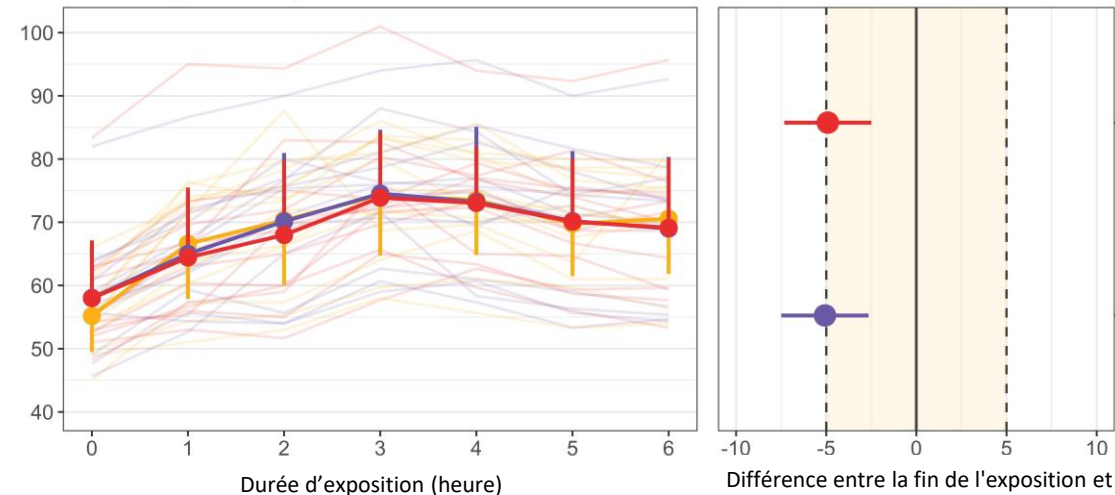 100
90
80
70
60
50
40
0 1 2 3 4 5 6
Durée d’exposition (heure)
-10 -5 0 5 10
Différence entre la fin de l'exposition et